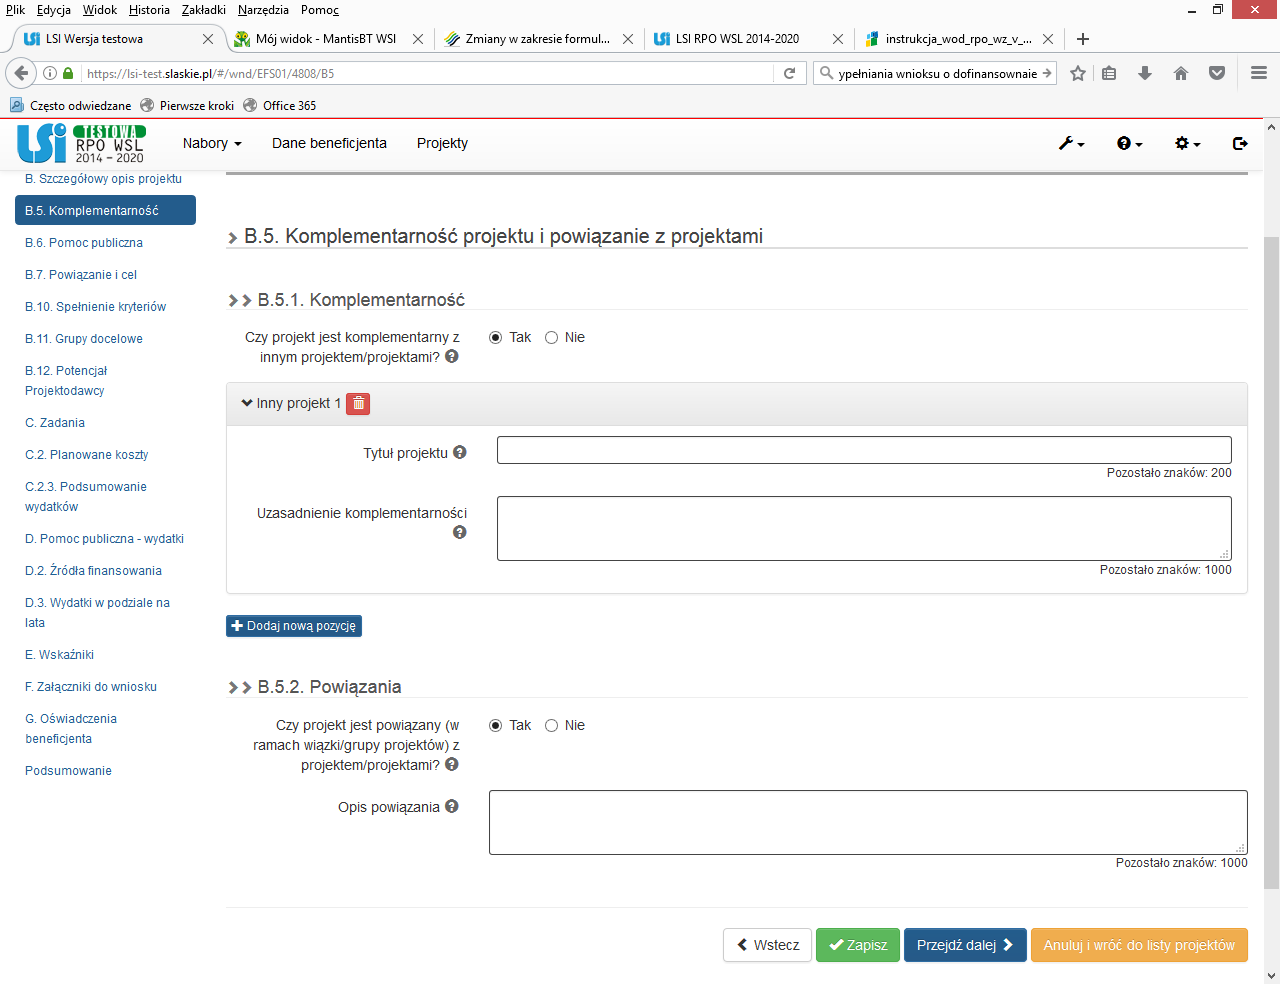 Plik Edycja Widok Historia Zakładki Narzędzia Pomoc
LSI Wersja testowa
Mój widok - MantisBT WSI
Zmiany w zakresie formul...
LSI RPO WSL 2014-2020
instrukcja_wod_rpo_wz_v_...
https://lsi-test.slaskie.pl/#/wnd/EFS01/4808/B5
ypełniania wnioksu o dofinansownaie
Często odwiedzane Pierwsze kroki Office 365
LSi TESTOWA
RPO WSL
2014 – 2020
Nabory Dane beneficjenta Projekty
B. Szczegółowy opis projektu
B.5. Komplementarność
B.6. Pomoc publiczna
B.7. Powiązanie i cel
B.10. Spełnienie kryteriów
B.11. Grupy docelowe
B.12. Potencjał
Projektodawcy
C. Zadania
C.2. Planowane koszty
C.2.3. Podsumowanie
wydatków
D. Pomoc publiczna - wydatki
D.2. Źródła finansowania
D.3. Wydatki w podziale na
lata
E. Wskaźniki
F. Załączniki do wniosku
G. Oświadczenia
beneficjenta
Podsumowanie
B.5. Komplementarność projektu i powiązanie z projektami
B.5.1. Komplementarność
Czy projekt jest komplementarny z
innym projektem/projektami?
Tak Nie
Inny projekt 1
Tytuł projektu
Pozostało znaków: 200
Uzasadnienie komplementarności
Pozostało znaków: 1000
Dodaj nową pozycję
B.5.2. Powiązania
Czy projekt jest powiązany (w
ramach wiązki/grupy projektów) z
projektem/projektami?
Tak Nie
Opis powiązania
Pozostało znaków: 1000
Wstecz Zapisz Przejdź dalej Anuluj i wróć do listy projektów